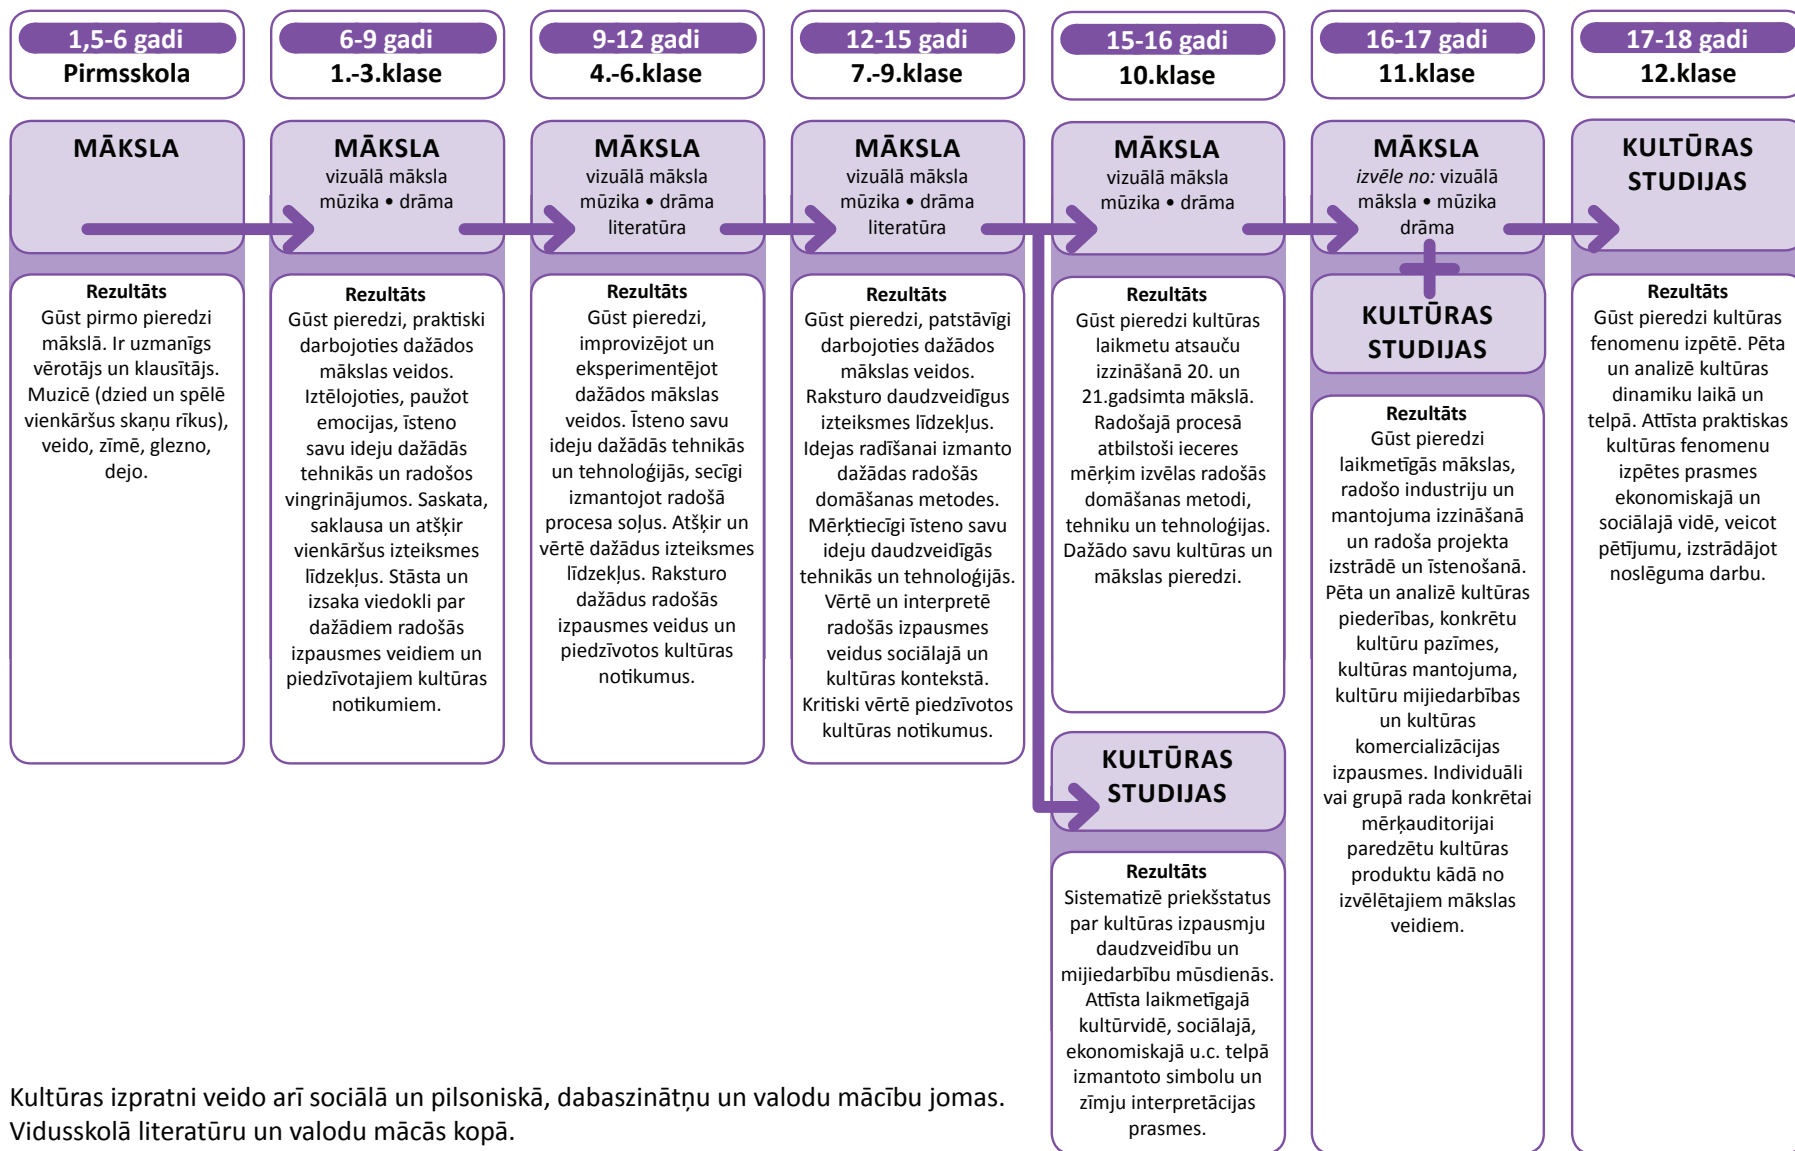 1,5-6 gadi
Pirmsskola
MĀKSLA
Rezultāts
Gūst pirmo pieredzi
mākslā. Ir uzmanīgs
vērotājs un klausītājs.
Muzicē (dzied un spēlē
vienkāršus skaņu rīkus),
veido, zīmē, glezno,
dejo.
6-9 gadi
1.-3.klase
MĀKSLA
vizuālā māksla
mūzika • drāma
Rezultāts
Gūst pieredzi, praktiski
darbojoties dažādos
mākslas veidos.
Iztēlojoties, paužot
emocijas, īsteno
savu ideju dažādās
tehnikās un radošos
vingrinājumos. Saskata,
saklausa un atšķir
vienkāršus izteiksmes
līdzekļus. Stāsta un
izsaka viedokli par
dažādiem radošās
izpausmes veidiem un
piedzīvotajiem kultūras
notikumiem.
9-12 gadi
4.-6.klase
MĀKSLA
vizuālā māksla
mūzika • drāma
literatūra
Rezultāts
Gūst pieredzi,
improvizējot un
eksperimentējot
dažādos mākslas
veidos. Īsteno savu
ideju dažādās tehnikās
un tehnoloģijās, secīgi
izmantojot radošā
procesa soļus. Atšķir un
vērtē dažādus izteiksmes
līdzekļus. Raksturo
dažādus radošās
izpausmes veidus un
piedzīvotos kultūras
notikumus.
12-15 gadi
7.-9.klase
MĀKSLA
vizuālā māksla
mūzika • drāma
literatūra
Rezultāts
Gūst pieredzi, patstāvīgi
darbojoties dažādos
mākslas veidos.
Raksturo daudzveidīgus
izteiksmes līdzekļus.
Idejas radīšanai izmanto
dažādas radošās
domāšanas metodes.
Mērķtiecīgi īsteno savu
ideju daudzveidīgās
tehnikās un tehnoloģijās.
Vērtē un interpretē
radošās izpausmes
veidus sociālajā un
kultūras kontekstā.
Kritiski vērtē piedzīvotos
kultūras notikumus.
15-16 gadi
10.klase
MĀKSLA
vizuālā māksla
mūzika • drāma
Rezultāts
Gūst pieredzi kultūras
laikmetu atsauču
izzināšanā 20. un
21.gadsimta mākslā.
Radošajā procesā
atbilstoši ieceres
mērķim izvēlas radošās
domāšanas metodi,
tehniku un tehnoloģijas.
Dažādo savu kultūras un
mākslas pieredzi.
KULTŪRAS
STUDIJAS
Rezultāts
Sistematizē priekšstatus
par kultūras izpausmju
daudzveidību un
mijiedarbību mūsdienās.
Attīsta laikmetīgajā
kultūrvidē, sociālajā,
ekonomiskajā u.c. telpā
izmantoto simbolu un
zīmju interpretācijas
prasmes.
16-17 gadi
11.klase
MĀKSLA
izvēle no: vizuālā
māksla • mūzika
drāma
KULTŪRAS
STUDIJAS
Rezultāts
Gūst pieredzi
laikmetīgās mākslas,
radošo industriju un
mantojuma izzināšanā
un radoša projekta
izstrādē un īstenošanā.
Pēta un analizē kultūras
piederības, konkrētu
kultūru pazīmes,
kultūras mantojuma,
kultūru mijiedarbības
un kultūras
komercializācijas
izpausmes. Individuāli
vai grupā rada konkrētai
mērķauditorijai
paredzētu kultūras
produktu kādā no
izvēlētajiem mākslas
veidiem.
17-18 gadi
12.klase
KULTŪRAS
STUDIJAS
Rezultāts
Gūst pieredzi kultūras
fenomenu izpētē. Pēta
un analizē kultūras
dinamiku laikā un
telpā. Attīsta praktiskas
kultūras fenomenu
izpētes prasmes
ekonomiskajā un
sociālajā vidē, veicot
pētījumu, izstrādājot
noslēguma darbu.
Kultūras izpratni veido arī sociālā un pilsoniskā, dabaszinātņu un valodu mācību jomas.
Vidusskolā literatūru un valodu mācās kopā.